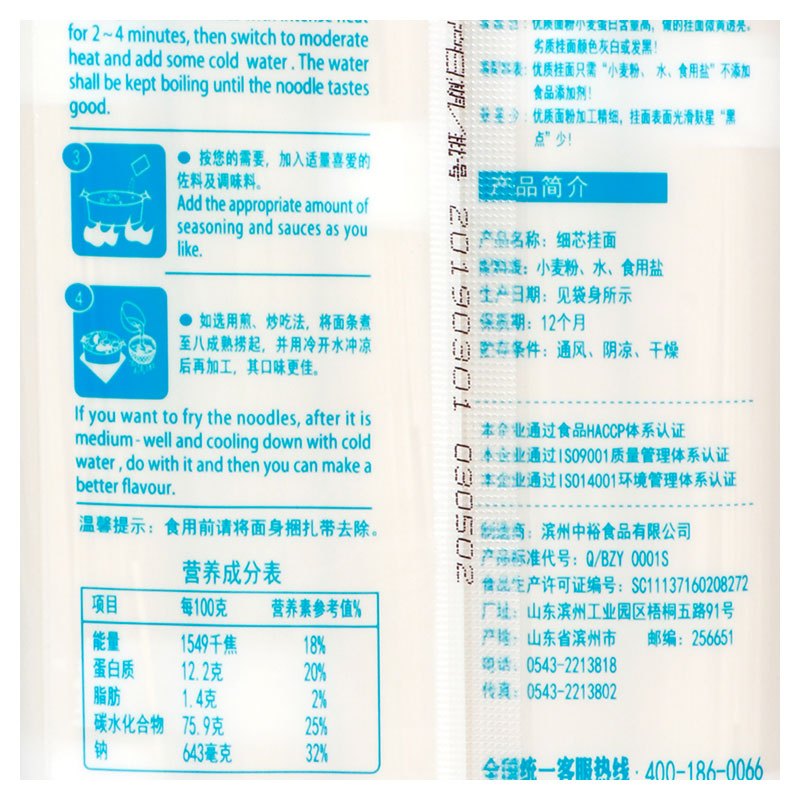 for 2~4 minutes, then switch to moderate
heat and add some cold water. The water
shall be kept boiling until the noodle tastes
good.
3
● 按您的需要，加入适量喜爱的
佐料及调味料。
Add the appropriate amount of
seasoning and sauces as you
like.
4
● 如选用煎、炒吃法，将面条煮
至八成熟捞起，并用冷开水冲凉
后再加工，其口味更佳。
If you want to fry the noodles, after it is
medium-well and cooling down with cold
water, do with it and then you can make a
better flavour.
温馨提示：食用前请将面身捆扎带去除。
营养成分表
项目 每100克 营养素参考值%
能量 1549千焦 18%
蛋白质 12.2克 20%
脂肪 1.4克 2%
碳水化合物 75.9克 25%
钠 643毫克 32%
优质面粉小麦蛋白含量高，做的挂面微黄透亮。
劣质挂面颜色灰白或发黑！
优质挂面只需“小麦粉、水、食用盐”不添加
食品添加剂！
优质面粉加工精细，挂面表面光滑麸星“黑
点”少！
产品简介
产品名称：细芯挂面
配料表：小麦粉、水、食用盐
生产日期：见袋身所示
保质期：12个月
贮存条件：通风、阴凉、干燥
本企业通过食品HACCP体系认证
本企业通过ISO9001质量管理体系认证
本企业通过ISO14001环境管理体系认证
制造商：滨州中裕食品有限公司
产品标准代号：Q/BZY 0001S
食品生产许可证编号：SC11137160208272
厂址：山东滨州工业园区梧桐五路91号
产地：山东省滨州市 邮编：256651
电话：0543-2213818
传真：0543-2213802
全国统一客服热线：400-186-0066
20190301 030502